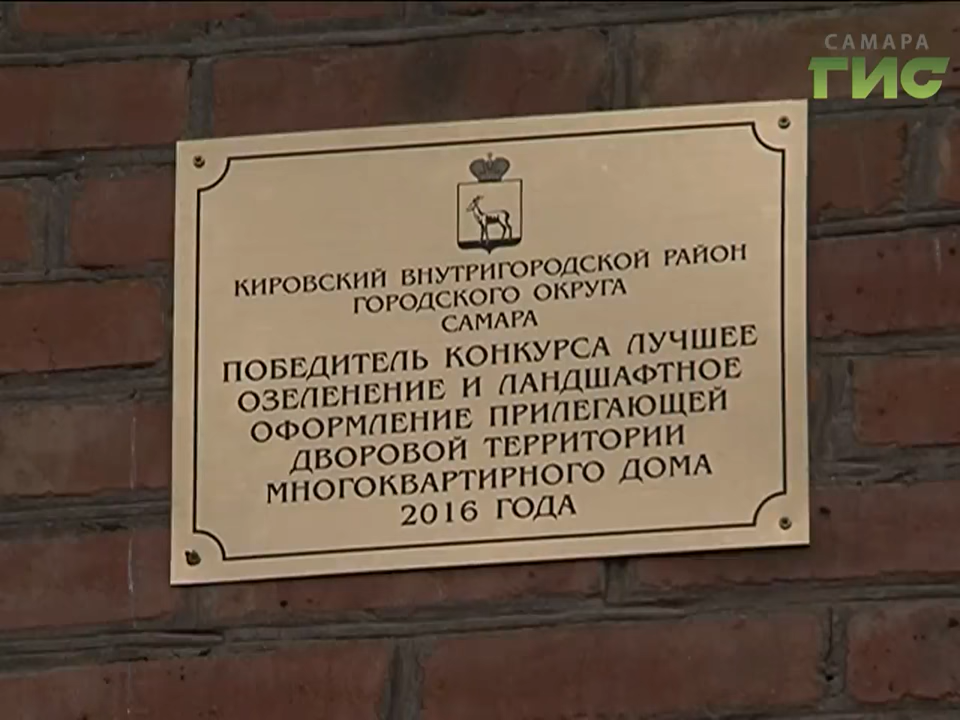 САМАРА
ГИС
КИРОВСКИЙ ВНУТРИГОРОДСКОЙ РАЙОН
ГОРОДСКОГО ОКРУГА
САМАРА
ПОБЕДИТЕЛЬ КОНКУРСА ЛУЧШЕЕ
ОЗЕЛЕНЕНИЕ И ЛАНДШАФТНОЕ
ОФОРМЛЕНИЕ ПРИЛЕГАЮЩЕЙ
ДВОРОВОЙ ТЕРРИТОРИИ
МНОГОКВАРТИРНОГО ДОМА
2016 ГОДА